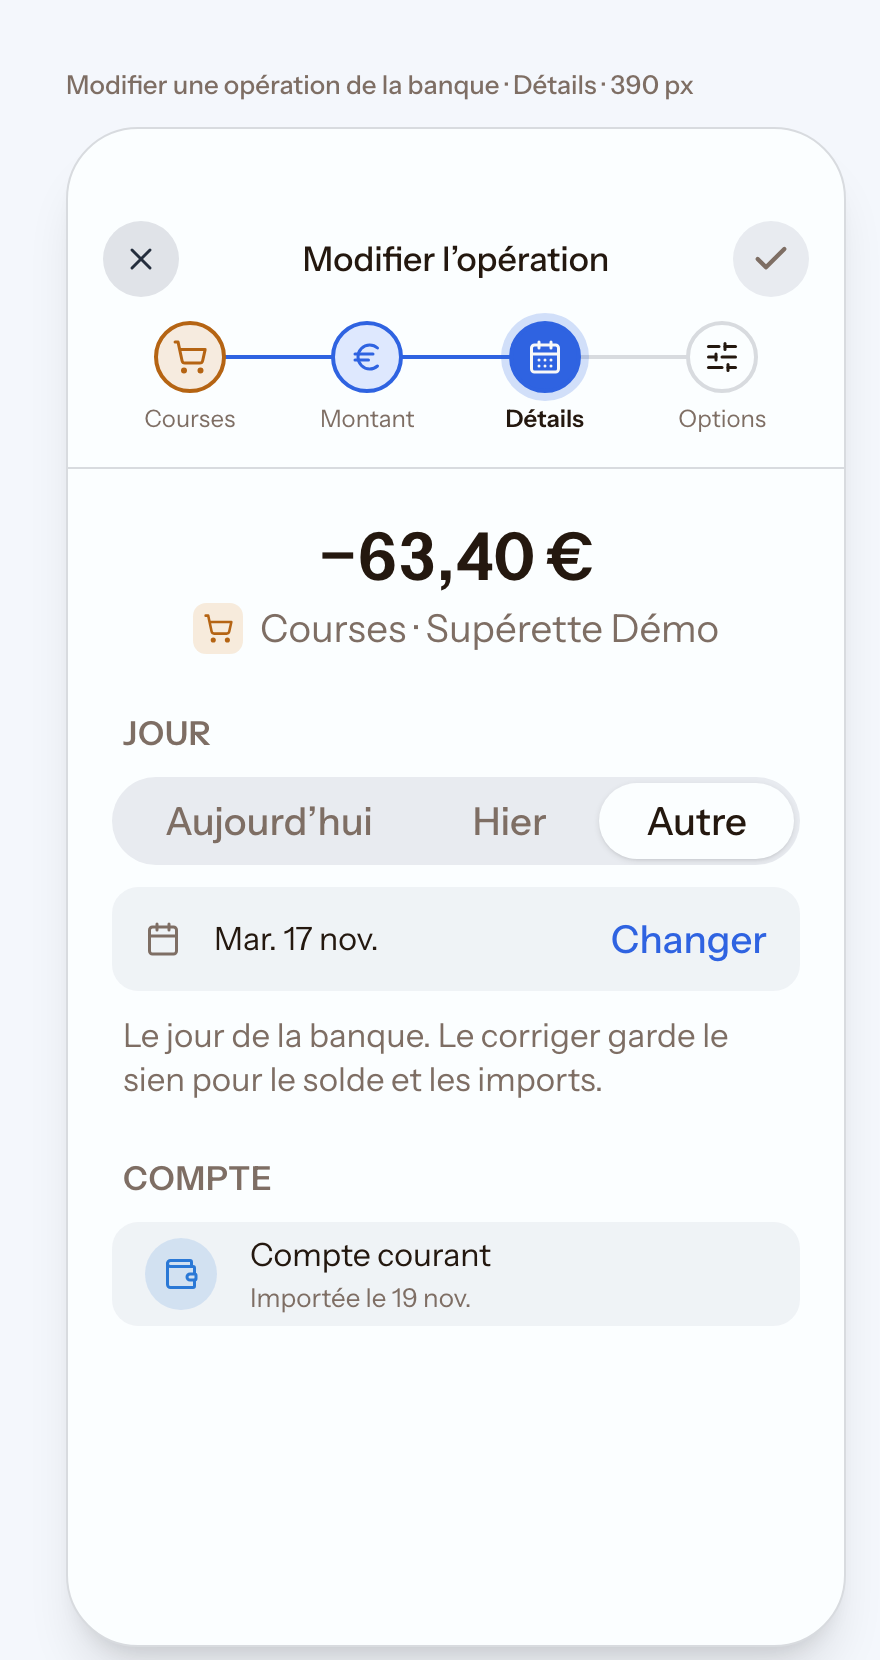 Modifier une opération de la banque · Détails · 390 px
Modifier l’opération
€
Courses
Montant
Détails
Options
−63,40 €
Courses · Supérette Démo
JOUR
Aujourd’hui
Hier
Autre
Mar. 17 nov.
Changer
Le jour de la banque. Le corriger garde le
sien pour le solde et les imports.
COMPTE
Compte courant
Importée le 19 nov.